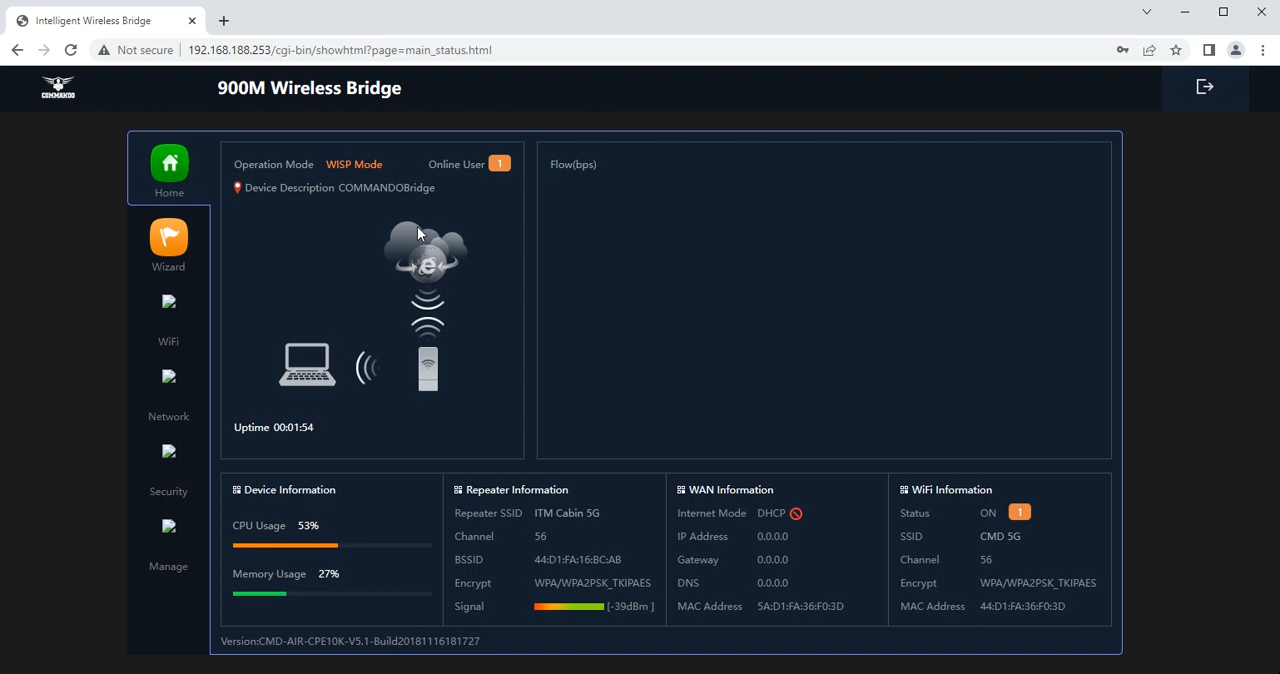 Intelligent Wireless Bridge
Not secure
192.168.188.253/cgi-bin/showhtml?page=main_status.html
COMMANDO
900M Wireless Bridge
Home
Wizard
WiFi
Network
Security
Manage
Operation Mode WISP Mode Online User 1
Device Description COMMANDOBridge
Uptime 00:01:54
Flow(bps)
Device Information
CPU Usage 53%
Memory Usage 27%
Repeater Information
Repeater SSID ITM Cabin 5G
Channel 56
BSSID 44:D1:FA:16:BC:AB
Encrypt WPA/WPA2PSK_TKIPAES
Signal [-39dBm ]
WAN Information
Internet Mode DHCP
IP Address 0.0.0.0
Gateway 0.0.0.0
DNS 0.0.0.0
MAC Address 5A:D1:FA:36:F0:3D
WiFi Information
Status ON 1
SSID CMD 5G
Channel 56
Encrypt WPA/WPA2PSK_TKIPAES
MAC Address 44:D1:FA:36:F0:3D
Version:CMD-AIR-CPE10K-V5.1-Build20181116181727